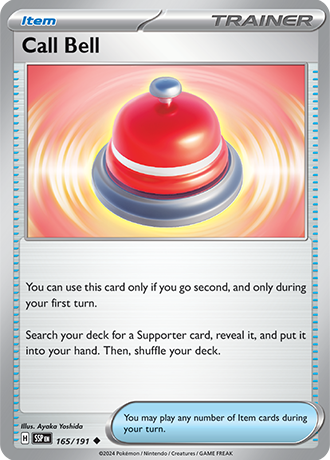 Item
TRAINER
Call Bell
You can use this card only if you go second, and only during
your first turn.
Search your deck for a Supporter card, reveal it, and put it
into your hand. Then, shuffle your deck.
Illus. Ayaka Yoshida
H SSP EN 165/191 ◆
You may play any number of Item cards during
your turn.
©2024 Pokémon / Nintendo / Creatures / GAME FREAK